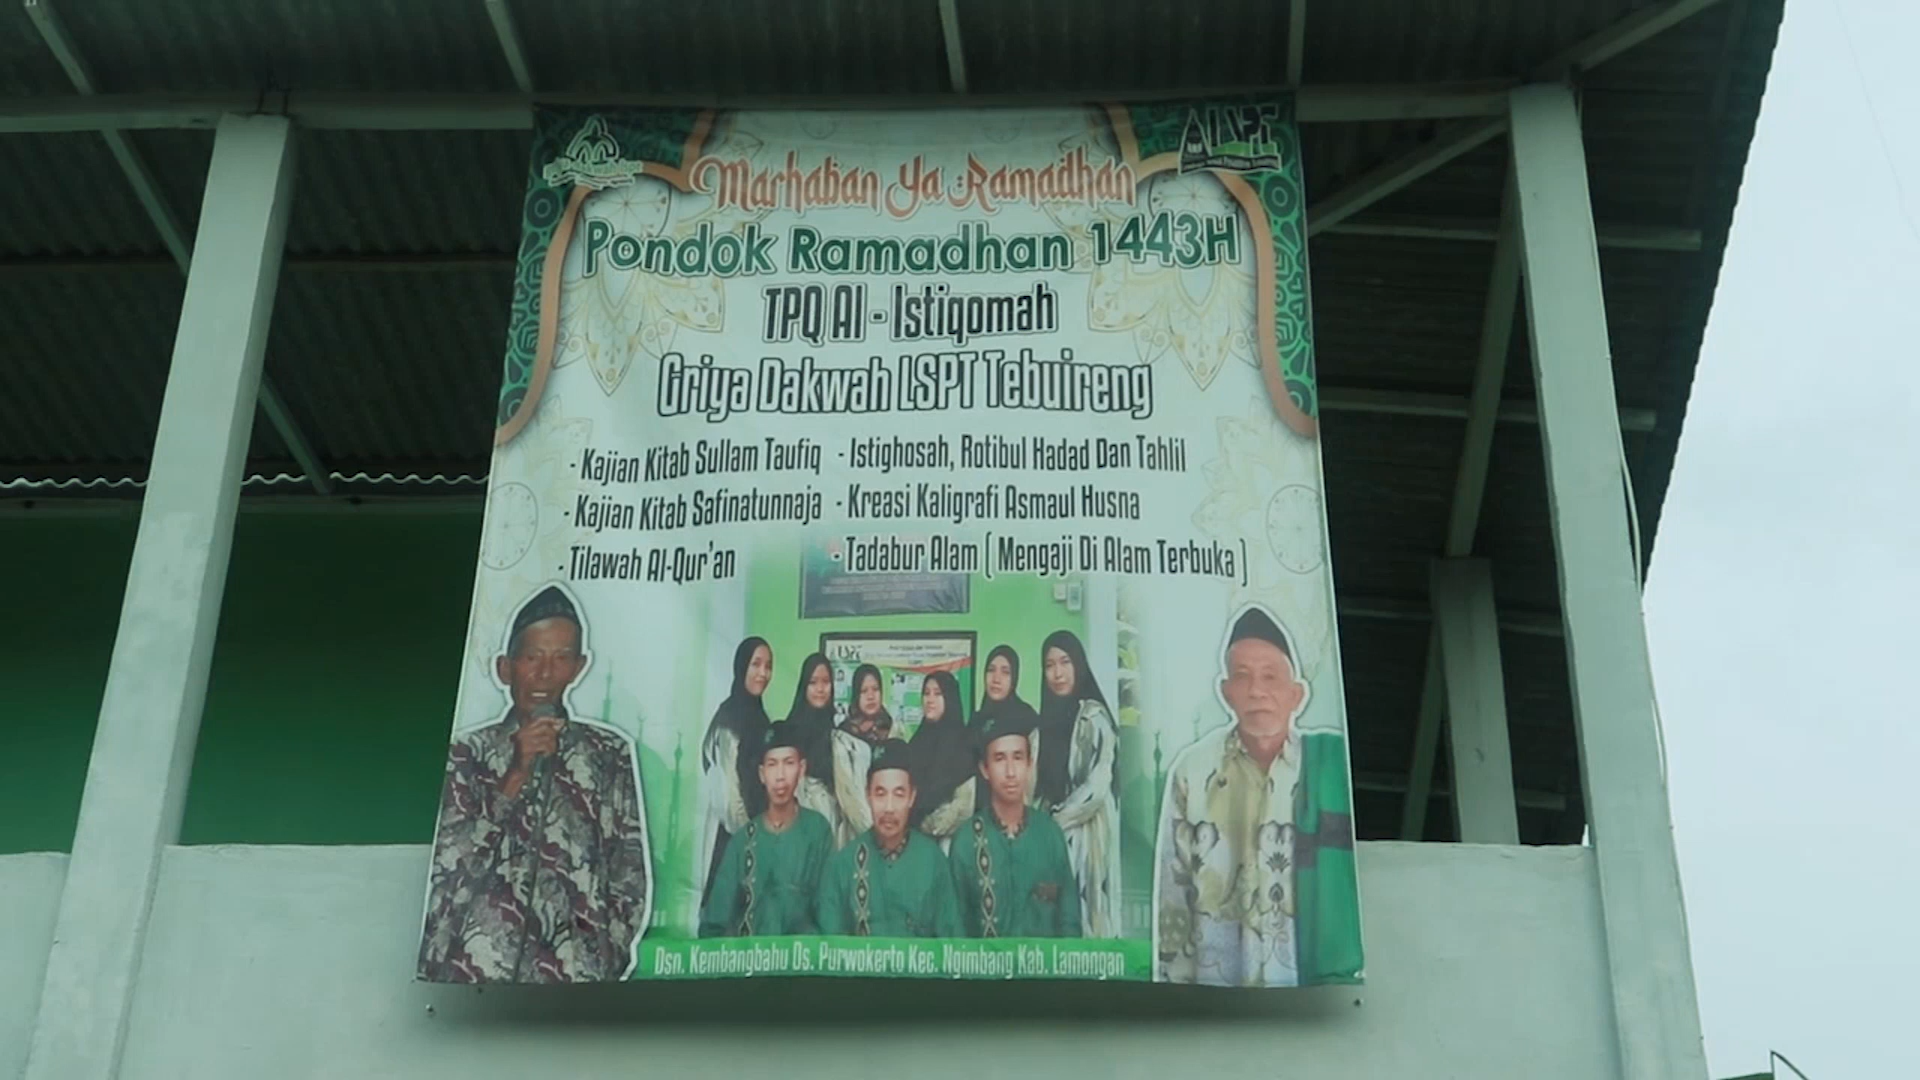 LSPT
Marhaban Ya Ramadhan
Pondok Ramadhan 1443H
TPQ Al - Istiqomah
Griya Dakwah LSPT Tebuireng
- Kajian Kitab Sullam Taufiq
- Kajian Kitab Safinatunnaja
- Tilawah Al-Qur'an
- Istighosah, Rotibul Hadad Dan Tahlil
- Kreasi Kaligrafi Asmaul Husna
- Tadabur Alam ( Mengaji Di Alam Terbuka )
Dsn. Kembangbahu Ds. Purwokerto Kec. Ngimbang Kab. Lamongan